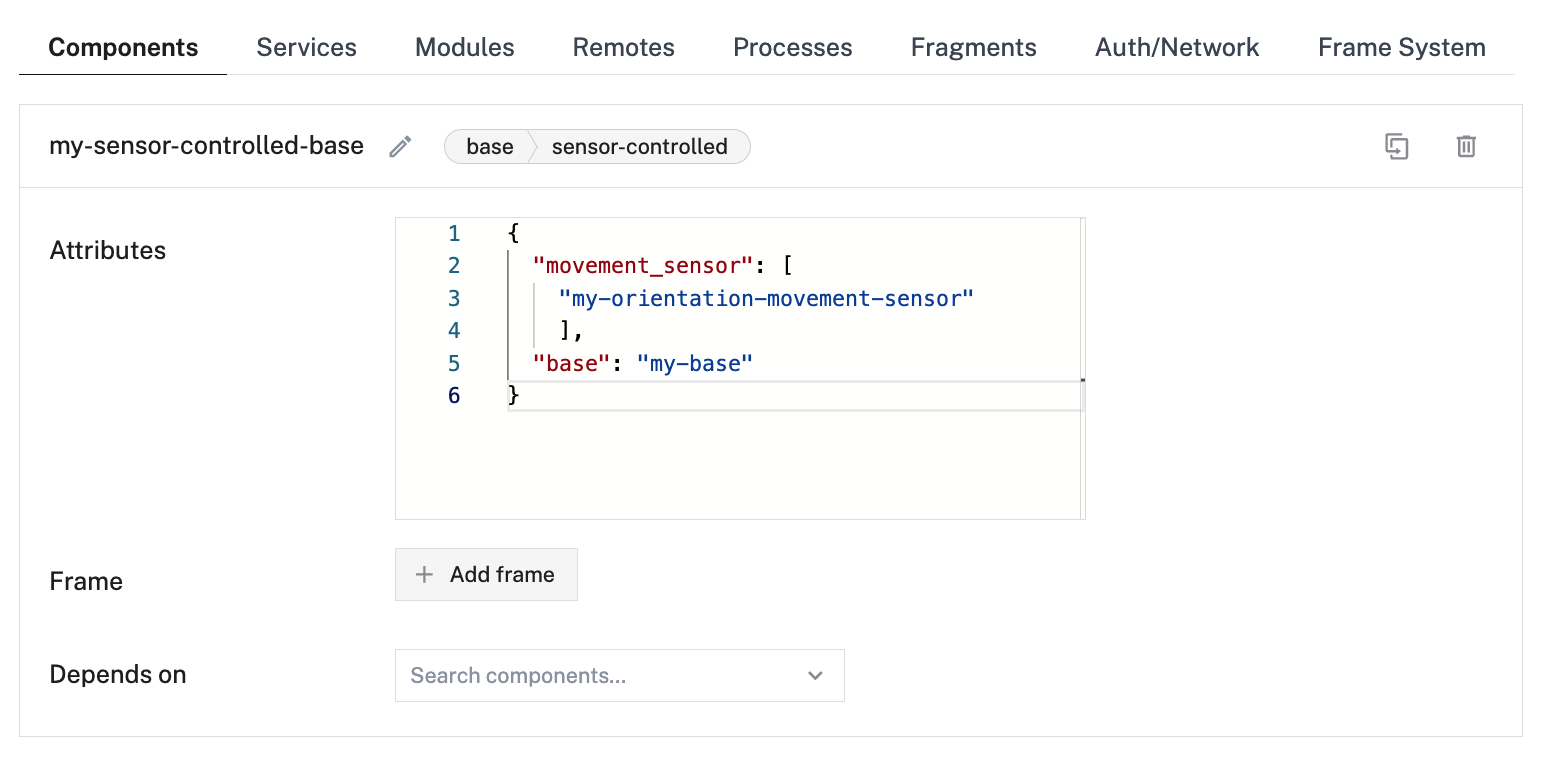 Components Services Modules Remotes Processes Fragments Auth/Network Frame System
my-sensor-controlled-base base sensor-controlled
Attributes
1 {
2 "movement_sensor": [
3 "my-orientation-movement-sensor"
4 ],
5 "base": "my-base"
6 }
Frame + Add frame
Depends on Search components...